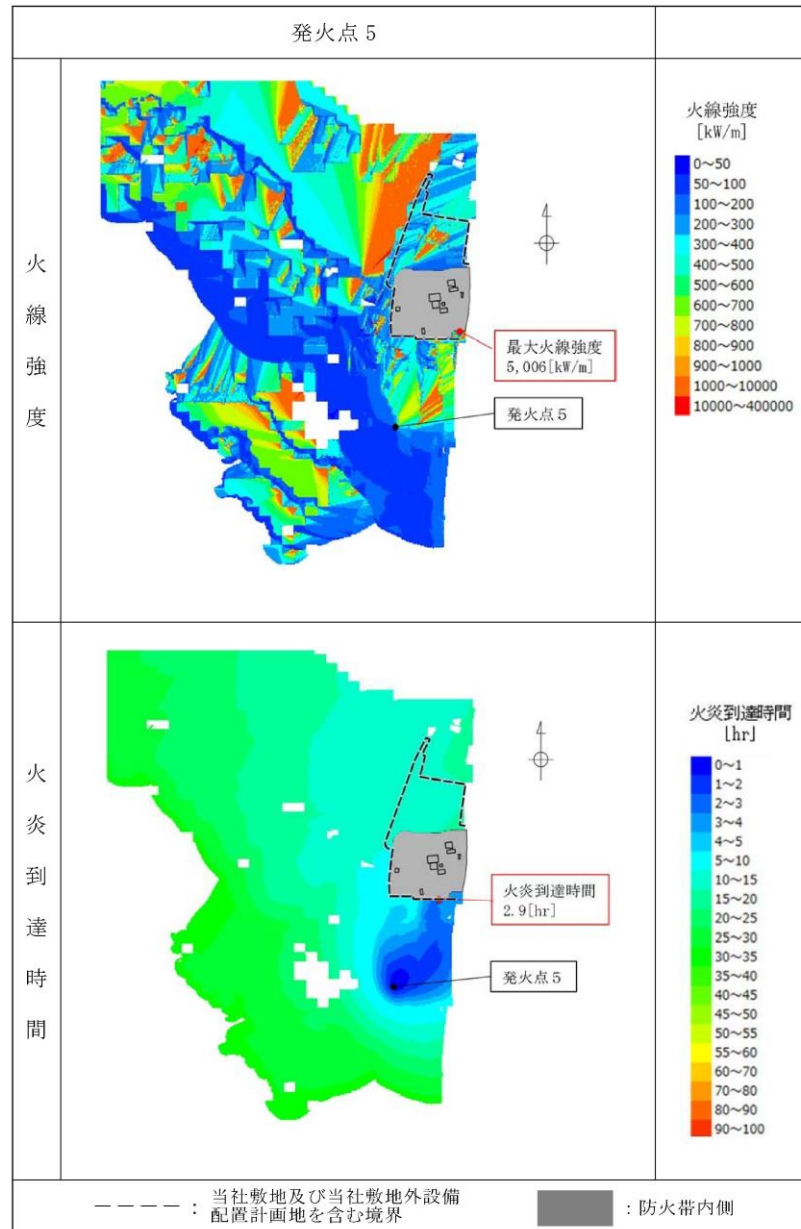 発火点5
火線強度
火線強度
[kW/m]
0～50
50～100
100～200
200～300
300～400
400～500
500～600
600～700
700～800
800～900
900～1000
1000～10000
10000～400000
最大火線強度
5,006[kW/m]
発火点5
火炎到達時間
火炎到達時間
[hr]
0～1
1～2
2～3
3～4
4～5
5～10
10～15
15～20
20～25
25～30
30～35
35～40
40～45
45～50
50～55
55～60
60～70
70～80
80～90
90～100
火炎到達時間
2.9[hr]
発火点5
：当社敷地及び当社敷地外設備
配置計画地を含む境界
：防火帯内側